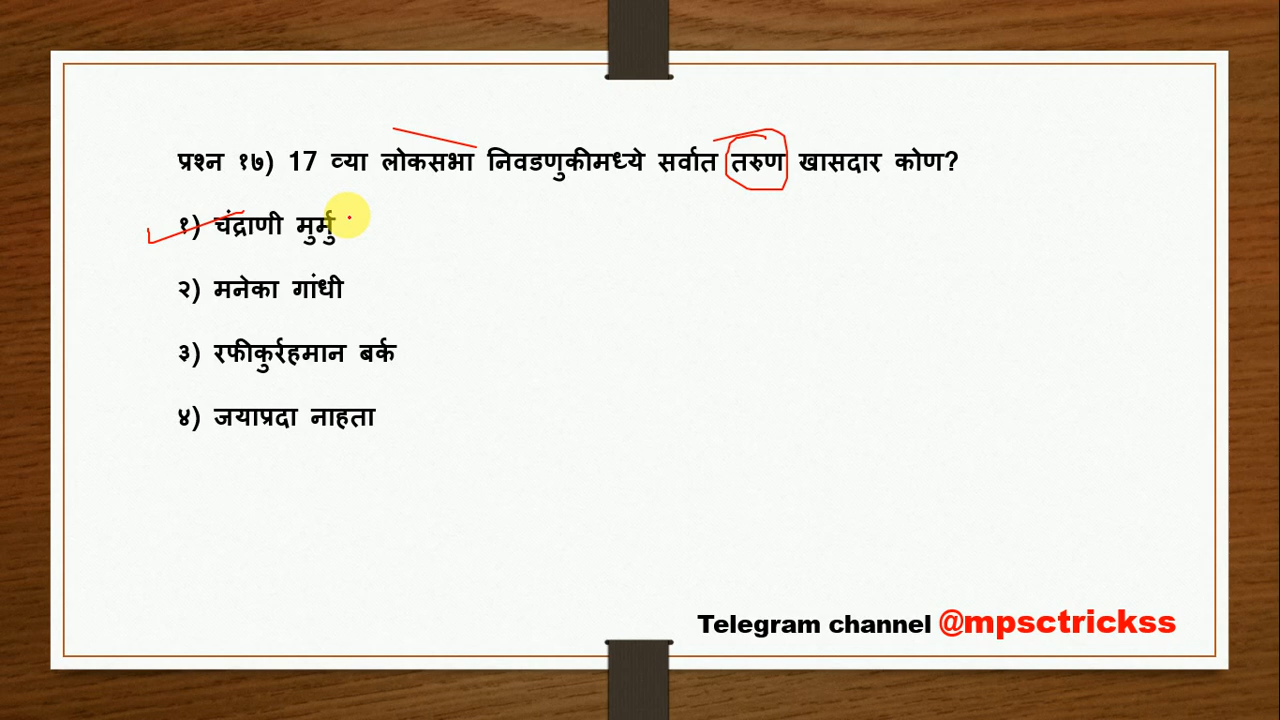 प्रश्न १७) 17 व्या लोकसभा निवडणुकीमध्ये सर्वात तरुण खासदार कोण?
१) चंद्राणी मुर्मु
२) मनेका गांधी
३) रफीकुर्रहमान बर्क
४) जयाप्रदा नाहता
Telegram channel @mpsctrickss